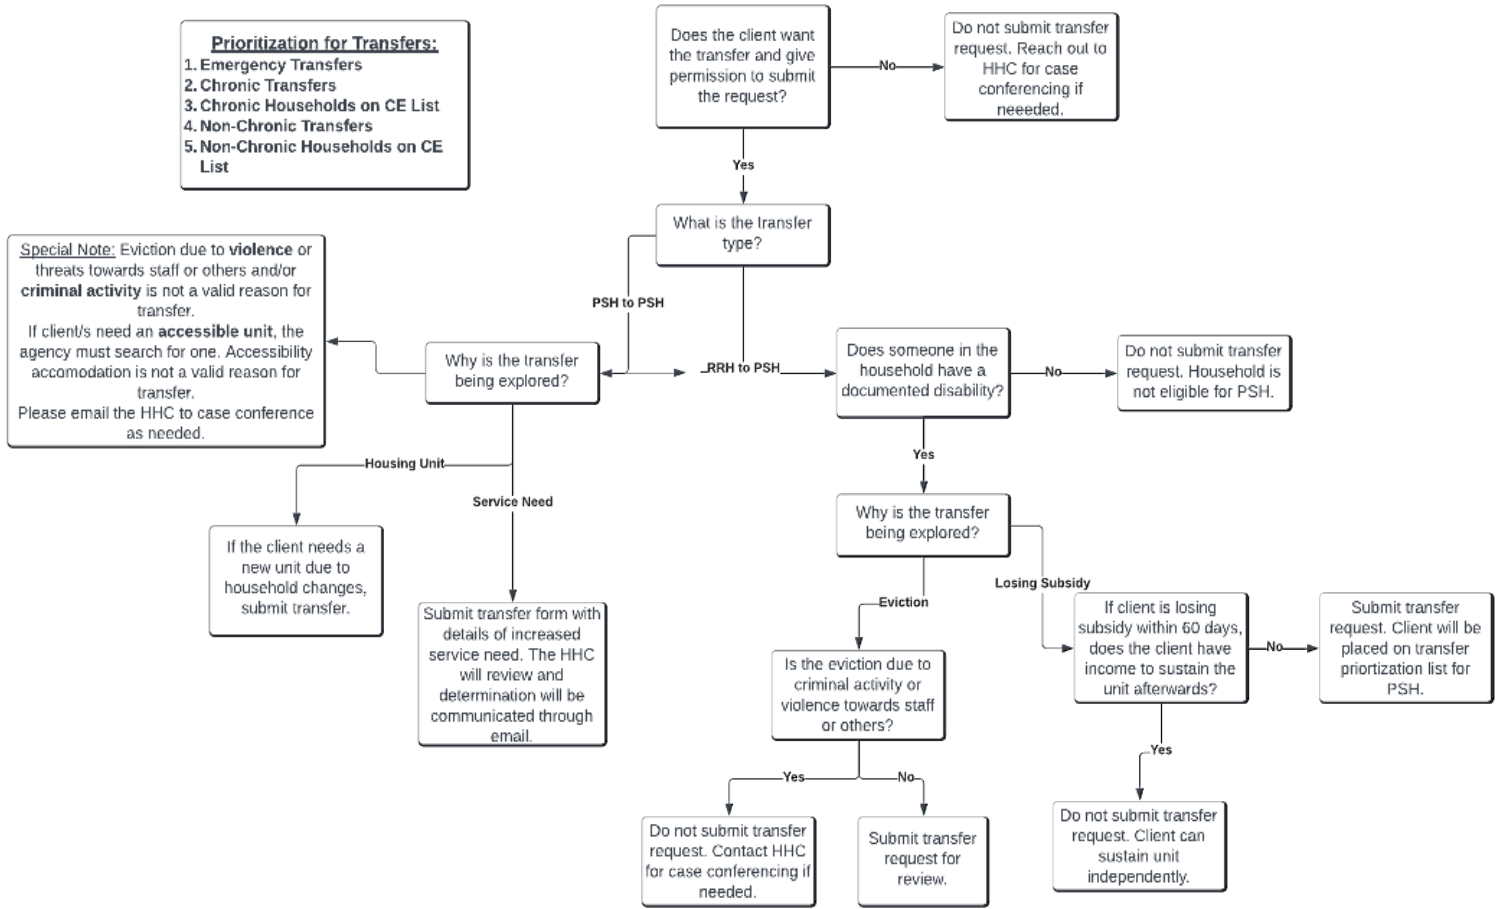 Prioritization for Transfers:
1. Emergency Transfers
2. Chronic Transfers
3. Chronic Households on CE List
4. Non-Chronic Transfers
5. Non-Chronic Households on CE
List
Does the client want
the transfer and give
permission to submit
the request?
No
Do not submit transfer
request. Reach out to
HHC for case
conferencing if
neeeded.
Yes
What is the transfer
type?
PSH to PSH
RRH to PSH
Special Note: Eviction due to violence or
threats towards staff or others and/or
criminal activity is not a valid reason for
transfer.
If client/s need an accessible unit, the
agency must search for one. Accessibility
accomodation is not a valid reason for
transfer.
Please email the HHC to case conference
as needed.
Why is the transfer
being explored?
Housing Unit
Service Need
If the client needs a
new unit due to
household changes,
submit transfer.
Submit transfer form with
details of increased
service need. The HHC
will review and
determination will be
communicated through
email.
Does someone in the
household have a
documented disability?
No
Do not submit transfer
request. Household is
not eligible for PSH.
Yes
Why is the transfer
being explored?
Eviction
Losing Subsidy
Is the eviction due to
criminal activity or
violence towards staff
or others?
Yes
No
Do not submit transfer
request. Contact HHC
for case conferencing if
needed.
Submit transfer
request for
review.
If client is losing
subsidy within 60 days,
does the client have
income to sustain the
unit afterwards?
No
Submit transfer
request. Client will be
placed on transfer
priortization list for
PSH.
Yes
Do not submit transfer
request. Client can
sustain unit
independently.